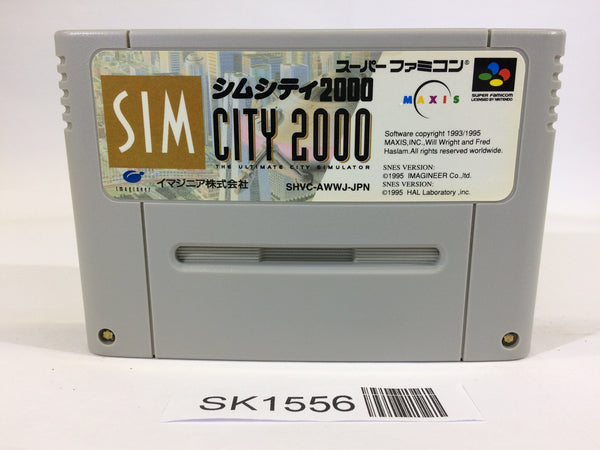 スーパーファミコン®
SIM
シムシティ2000
CITY 2000
THE ULTIMATE CITY SIMULATOR
imagineer
イマジニア株式会社
SHVC-AWWJ-JPN
MAXIS
SUPER FAMICOM
LICENSED BY NINTENDO
Software copyright 1993/1995
MAXIS,INC.,Will Wright and Fred
Haslam.All rights reserved worldwide.
SNES VERSION:
©1995 IMAGINEER Co.,ltd.
SNES VERSION:
©1995 HAL Laboratory ,inc.
SK1556